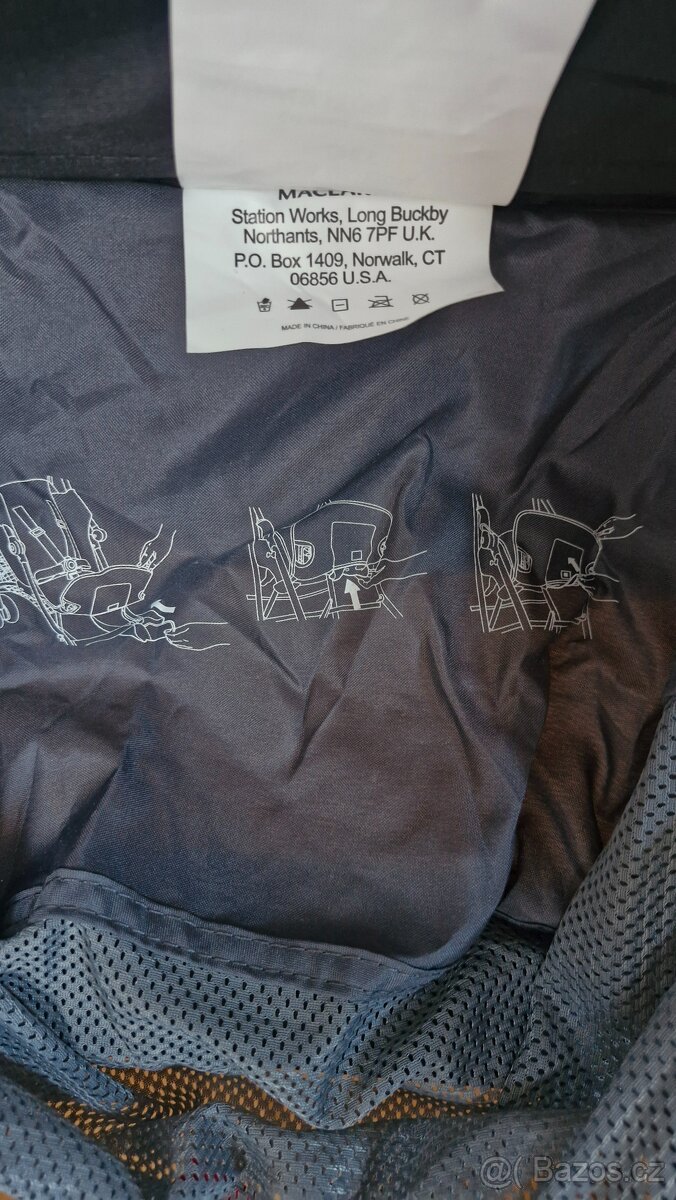 Station Works, Long Buckby
Northants, NN6 7PF U.K.
P.O. Box 1409, Norwalk, CT
06856 U.S.A.
MADE IN CHINA / FABRIQUÉ EN CHINE
@( Bazos.cz